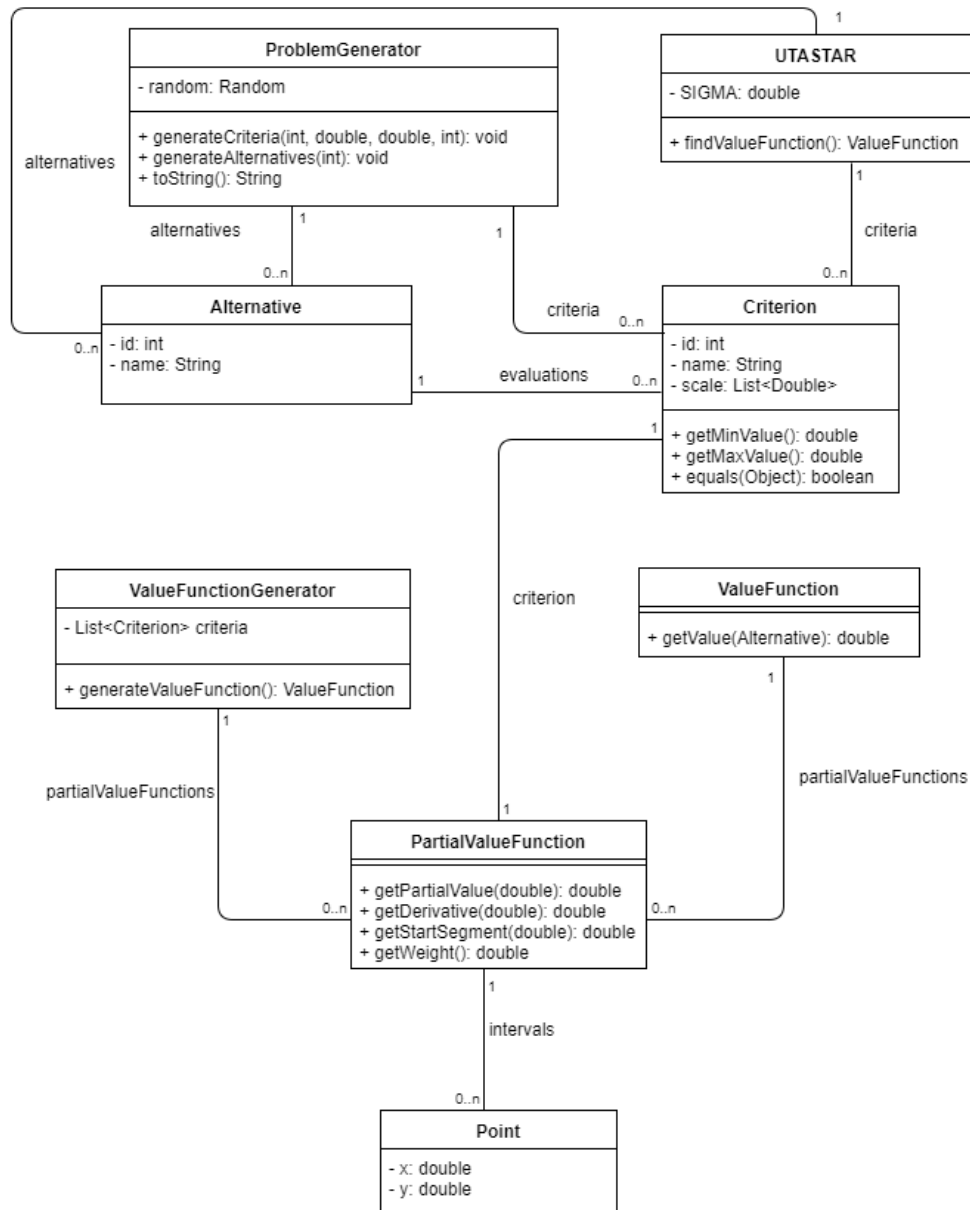 1
ProblemGenerator
- random: Random
+ generateCriteria(int, double, double, int): void
+ generateAlternatives(int): void
+ toString(): String
UTASTAR
- SIGMA: double
+ findValueFunction(): ValueFunction
alternatives
1
alternatives
0..n
1
criteria
0..n
1
criteria
0..n
Alternative
- id: int
- name: String
0..n
1
evaluations
0..n
Criterion
- id: int
- name: String
- scale: List<Double>
+ getMinValue(): double
+ getMaxValue(): double
+ equals(Object): boolean
1
criterion
1
ValueFunctionGenerator
- List<Criterion> criteria
+ generateValueFunction(): ValueFunction
1
partialValueFunctions
0..n
ValueFunction
+ getValue(Alternative): double
1
partialValueFunctions
0..n
PartialValueFunction
+ getPartialValue(double): double
+ getDerivative(double): double
+ getStartSegment(double): double
+ getWeight(): double
1
intervals
0..n
Point
- x: double
- y: double